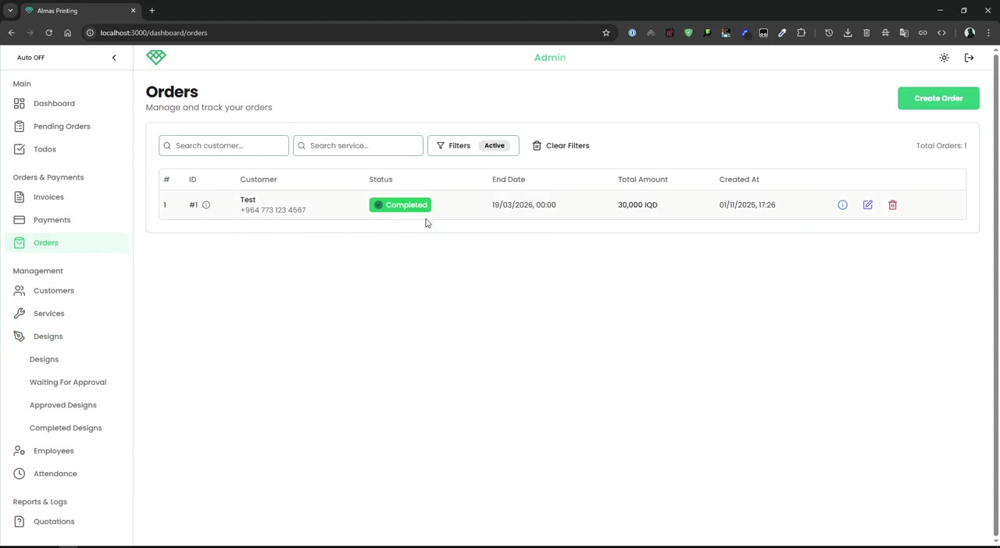 Almas Printing
localhost:3000/dashboard/orders
Auto OFF
Admin
Main
Dashboard
Pending Orders
Todos
Orders & Payments
Invoices
Payments
Orders
Management
Customers
Services
Designs
Designs
Waiting For Approval
Approved Designs
Completed Designs
Employees
Attendance
Reports & Logs
Quotations
Orders
Manage and track your orders
Create Order
Search customer...
Search service...
Filters Active
Clear Filters
Total Orders: 1
# ID Customer Status End Date Total Amount Created At
1 #1 Test Completed 19/03/2026, 00:00 30,000 IQD 01/11/2025, 17:26
+964 773 123 4567